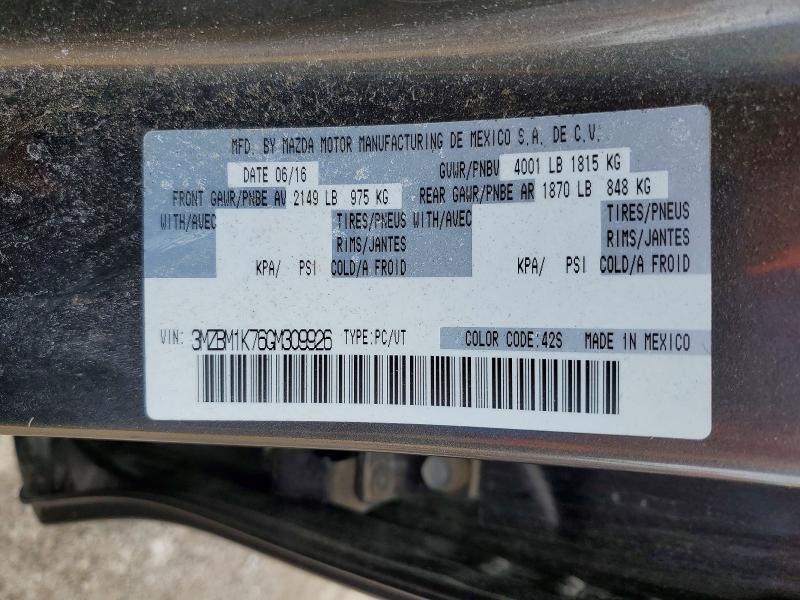 MFD. BY MAZDA MOTOR MANUFACTURING DE MEXICO S.A. DE C.V.
DATE 06/16 GVWR/PNBV 4001 LB 1815 KG
FRONT GAWR/PNBE AV 2149 LB 975 KG REAR GAWR/PNBE AR 1870 LB 848 KG
WITH/AVEC TIRES/PNEUS WITH/AVEC TIRES/PNEUS
RIMS/JANTES RIMS/JANTES
KPA/ PSI COLD/A FROID KPA/ PSI COLD/A FROID
VIN: 3MZBM1K76GM309926 TYPE:PC/VT COLOR CODE:42S MADE IN MEXICO